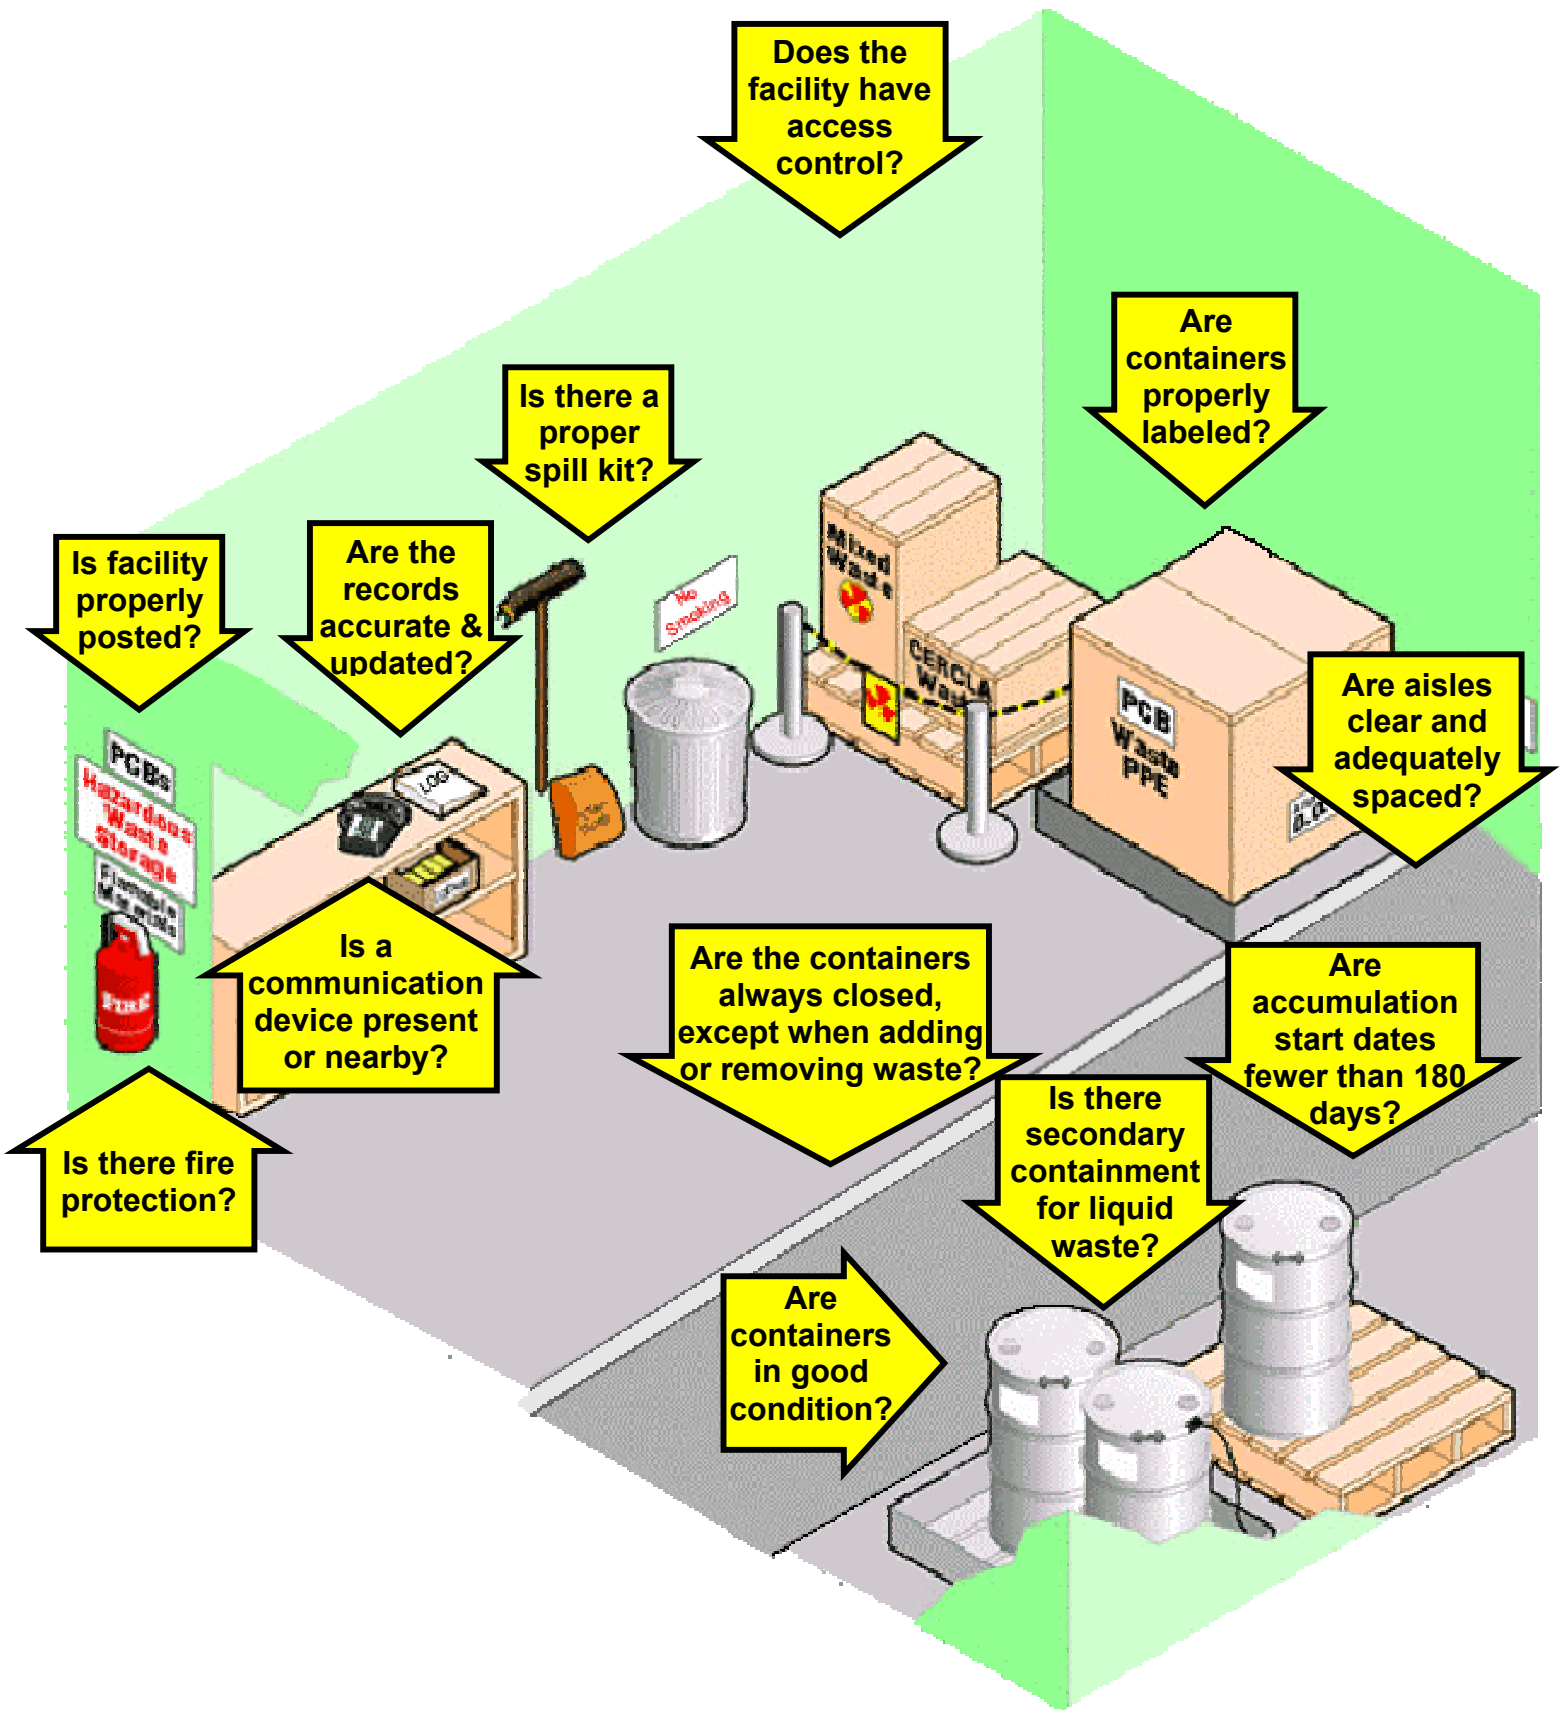 Does the
facility have
access
control?
Are
containers
properly
labeled?
Is there a
proper
spill kit?
Is facility
properly
posted?
Are the
records
accurate &
updated?
No
Smoking
Mixed
Waste
CERCLA
Waste
PCB
Waste
PPE
Are aisles
clear and
adequately
spaced?
PCBs
Hazardous
Waste
Storage
LOG
FIRE
Is a
communication
device present
or nearby?
Are the containers
always closed,
except when adding
or removing waste?
Are
accumulation
start dates
fewer than 180
days?
Is there fire
protection?
Is there
secondary
containment
for liquid
waste?
Are
containers
in good
condition?